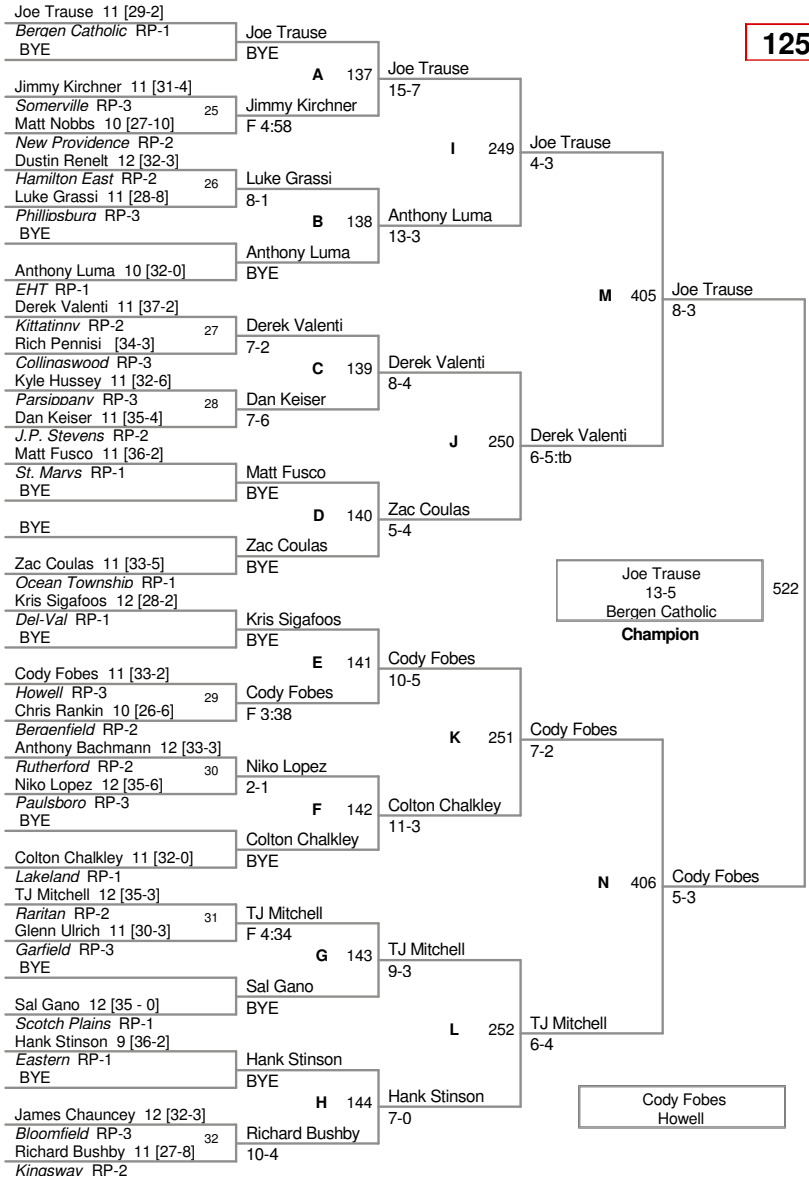 125
Joe Trause 11 [29-2]
Bergen Catholic RP-1
BYE
Jimmy Kirchner 11 [31-4]
Somerville RP-3
25
Matt Nobbs 10 [27-10]
New Providence RP-2
Dustin Renelt 12 [32-3]
Hamilton East RP-2
26
Luke Grassi 11 [28-8]
Phillipsburg RP-3
BYE
Anthony Luma 10 [32-0]
EHT RP-1
Derek Valenti 11 [37-2]
Kittatinny RP-2
27
Rich Pennisi [34-3]
Collingswood RP-3
Kyle Hussey 11 [32-6]
Parsippany RP-3
28
Dan Keiser 11 [35-4]
J.P. Stevens RP-2
Matt Fusco 11 [36-2]
St. Marys RP-1
BYE
BYE
Zac Coulas 11 [33-5]
Ocean Township RP-1
Kris Sigafoos 12 [28-2]
Del-Val RP-1
BYE
Cody Fobes 11 [33-2]
Howell RP-3
29
Chris Rankin 10 [26-6]
Bergenfield RP-2
Anthony Bachmann 12 [33-3]
Rutherford RP-2
30
Niko Lopez 12 [35-6]
Paulsboro RP-3
BYE
Colton Chalkley 11 [32-0]
Lakeland RP-1
TJ Mitchell 12 [35-3]
Raritan RP-2
31
Glenn Ulrich 11 [30-3]
Garfield RP-3
BYE
Sal Gano 12 [35 - 0]
Scotch Plains RP-1
Hank Stinson 9 [36-2]
Eastern RP-1
BYE
James Chauncey 12 [32-3]
Bloomfield RP-3
32
Richard Bushby 11 [27-8]
Kingsway RP-2
Joe Trause
BYE
A 137
Jimmy Kirchner
F 4:58
Luke Grassi
8-1
B 138
Anthony Luma
BYE
Derek Valenti
7-2
C 139
Dan Keiser
7-6
Matt Fusco
BYE
D 140
Zac Coulas
BYE
Kris Sigafoos
BYE
E 141
Cody Fobes
F 3:38
Niko Lopez
2-1
F 142
Colton Chalkley
BYE
TJ Mitchell
F 4:34
G 143
Sal Gano
BYE
Hank Stinson
BYE
H 144
Richard Bushby
10-4
Joe Trause
15-7
I 249
Anthony Luma
13-3
Derek Valenti
8-4
J 250
Zac Coulas
5-4
Cody Fobes
10-5
K 251
Colton Chalkley
11-3
TJ Mitchell
9-3
L 252
Hank Stinson
7-0
Joe Trause
4-3
M 405
Derek Valenti
6-5:tb
Cody Fobes
7-2
N 406
TJ Mitchell
6-4
Joe Trause
8-3
Cody Fobes
5-3
Joe Trause
13-5
Bergen Catholic
522
Champion
Cody Fobes
Howell